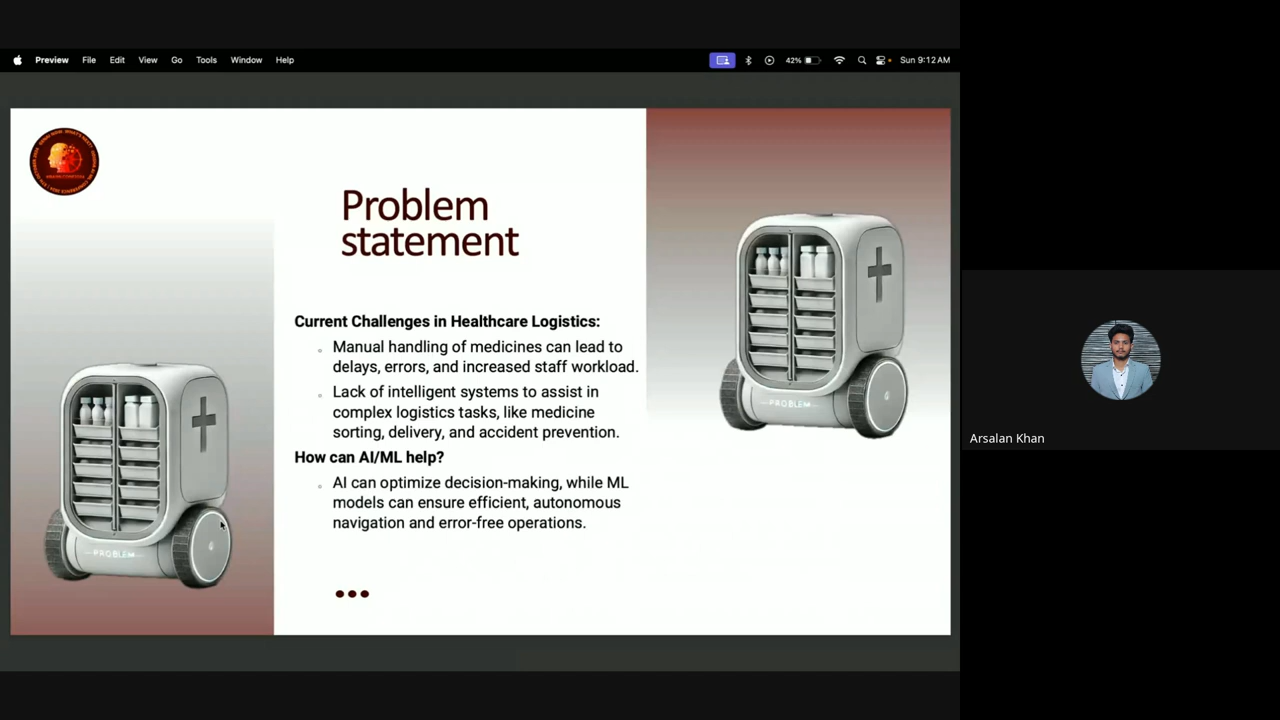 Preview File Edit View Go Tools Window Help
42%
Sun 9:12 AM
Problem
statement
Current Challenges in Healthcare Logistics:
Manual handling of medicines can lead to
delays, errors, and increased staff workload.
Lack of intelligent systems to assist in
complex logistics tasks, like medicine
sorting, delivery, and accident prevention.
How can AI/ML help?
AI can optimize decision-making, while ML
models can ensure efficient, autonomous
navigation and error-free operations.
PROBLEM
PROBLEM
Arsalan Khan